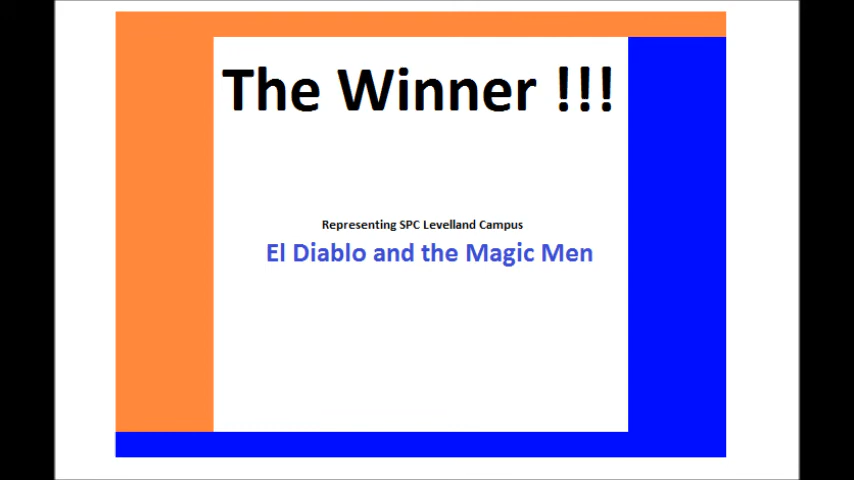 The Winner !!!
Representing SPC Levelland Campus
El Diablo and the Magic Men